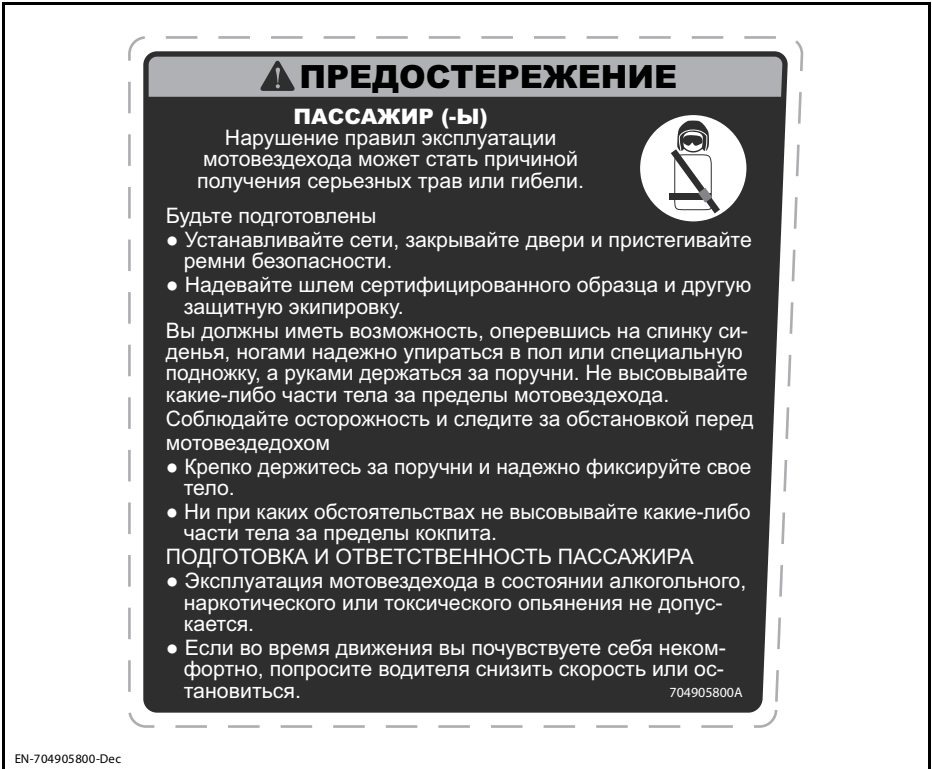 ПРЕДОСТЕРЕЖЕНИЕ
ПАССАЖИР (-Ы)
Нарушение правил эксплуатации
мотовездехода может стать причиной
получения серьезных трав или гибели.
Будьте подготовлены
● Устанавливайте сети, закрывайте двери и пристегивайте
ремни безопасности.
● Надевайте шлем сертифицированного образца и другую
защитную экипировку.
Вы должны иметь возможность, оперевшись на спинку си-
денья, ногами надежно упираться в пол или специальную
подножку, а руками держаться за поручни. Не высовывайте
какие-либо части тела за пределы мотовездехода.
Соблюдайте осторожность и следите за обстановкой перед
мотовездедохом
● Крепко держитесь за поручни и надежно фиксируйте свое
тело.
● Ни при каких обстоятельствах не высовывайте какие-либо
части тела за пределы кокпита.
ПОДГОТОВКА И ОТВЕТСТВЕННОСТЬ ПАССАЖИРА
● Эксплуатация мотовездехода в состоянии алкогольного,
наркотического или токсического опьянения не допус-
кается.
● Если во время движения вы почувствуете себя неком-
фортно, попросите водителя снизить скорость или ос-
тановиться.
704905800A
EN-704905800-Dec